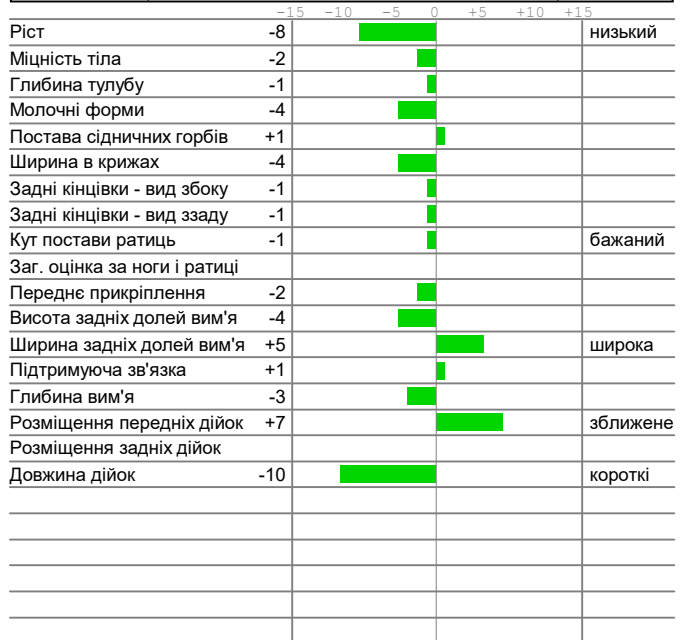 -15 -10 -5 0 +5 +10 +15
Ріст -8 низький
Міцність тіла -2
Глибина тулубу -1
Молочні форми -4
Постава сідничних горбів +1
Ширина в крижах -4
Задні кінцівки - вид збоку -1
Задні кінцівки - вид ззаду -1
Кут постави ратиць -1 бажаний
Заг. оцінка за ноги і ратиці
Переднє прикріплення -2
Висота задніх долей вим'я -4
Ширина задніх долей вим'я +5 широка
Підтримуюча зв'язка +1
Глибина вим'я -3
Розміщення передніх дійок +7 зближене
Розміщення задніх дійок
Довжина дійок -10 короткі